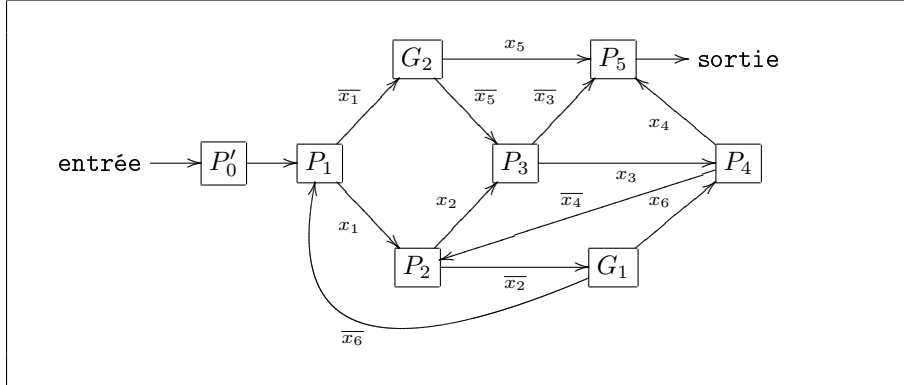 G₂ x₅ P₅ sortie
x̅₁ x̅₅ x̅₃ x₄
entrée P′₀ P₁ P₃ x₃ P₄
x₁ x₂ x̅₄ x₆
P₂ x̅₂ G₁
x̅₆